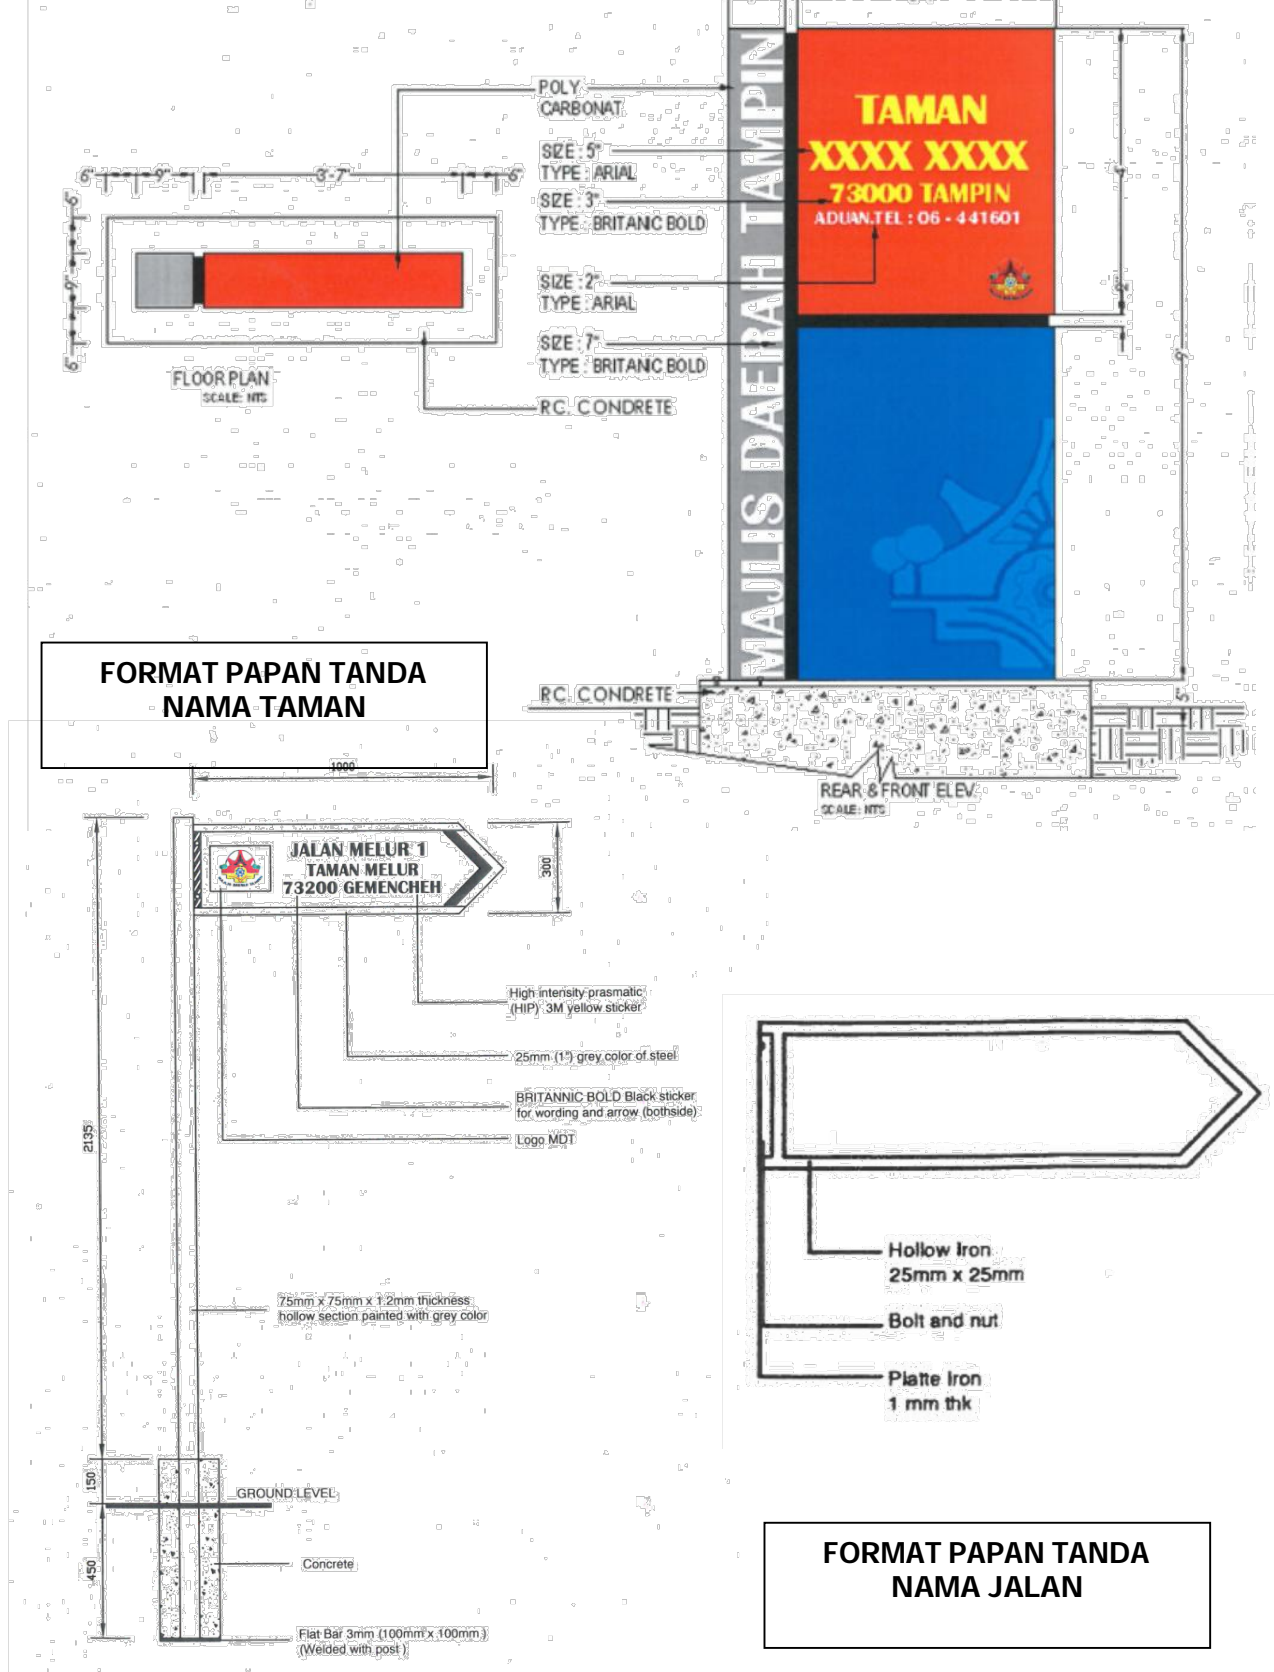 POLY
CARBONAT
SIZE : 5"
TYPE : ARIAL
SIZE : 3"
TYPE : BRITANIC BOLD
SIZE : 2"
TYPE : ARIAL
SIZE : 7"
TYPE : BRITANIC BOLD
R.C. CONDRETE
6"
9"
3'-7"
6"
6"
9"
6"
FLOOR PLAN
SCALE: NTS
MAJLIS DAERAH TAMPIN
TAMAN
XXXX XXXX
73000 TAMPIN
ADUAN.TEL : 06 - 441601
9"
5"
R.C. CONDRETE
REAR & FRONT ELEV.
SCALE: NTS
FORMAT PAPAN TANDA
NAMA TAMAN
1000
JALAN MELUR 1
TAMAN MELUR
73200 GEMENCHEH
300
High intensity prasmatic
(HIP) 3M yellow sticker
25mm (1") grey color of steel
BRITANNIC BOLD Black sticker
for wording and arrow (bothside)
Logo MDT
2135
75mm x 75mm x 1.2mm thickness
hollow section painted with grey color
150
GROUND LEVEL
450
Concrete
Flat Bar 3mm (100mm x 100mm )
(Welded with post )
Hollow Iron
25mm x 25mm
Bolt and nut
Platte Iron
1 mm thk
FORMAT PAPAN TANDA
NAMA JALAN